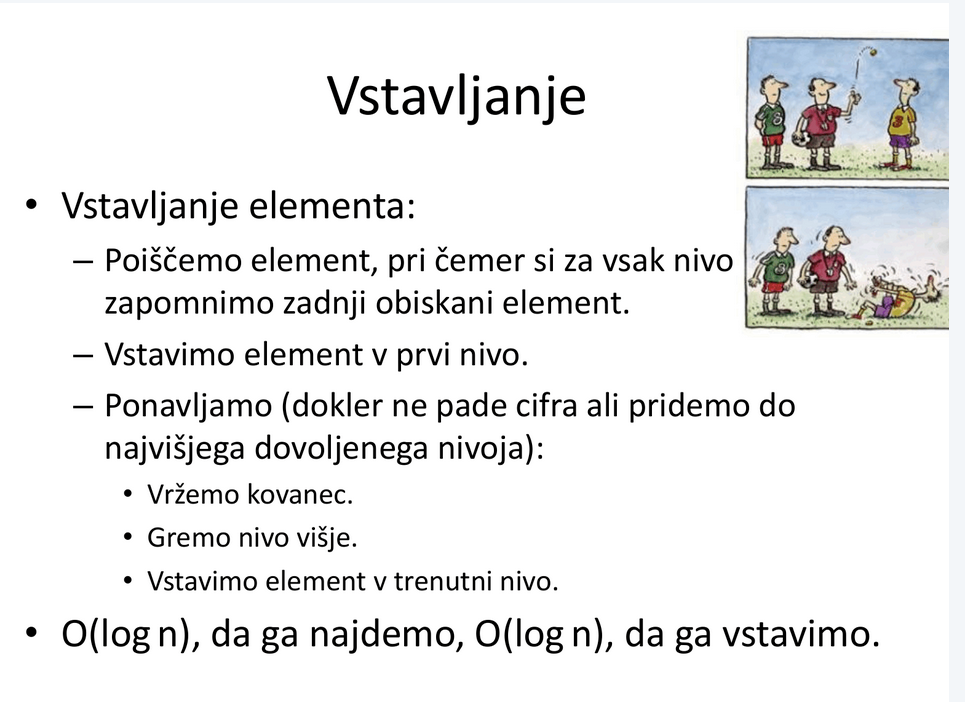 Vstavljanje
• Vstavljanje elementa:
– Poiščemo element, pri čemer si za vsak nivo
zapomnimo zadnji obiskani element.
– Vstavimo element v prvi nivo.
– Ponavljamo (dokler ne pade cifra ali pridemo do
najvišjega dovoljenega nivoja):
• Vržemo kovanec.
• Gremo nivo višje.
• Vstavimo element v trenutni nivo.
• O(log n), da ga najdemo, O(log n), da ga vstavimo.